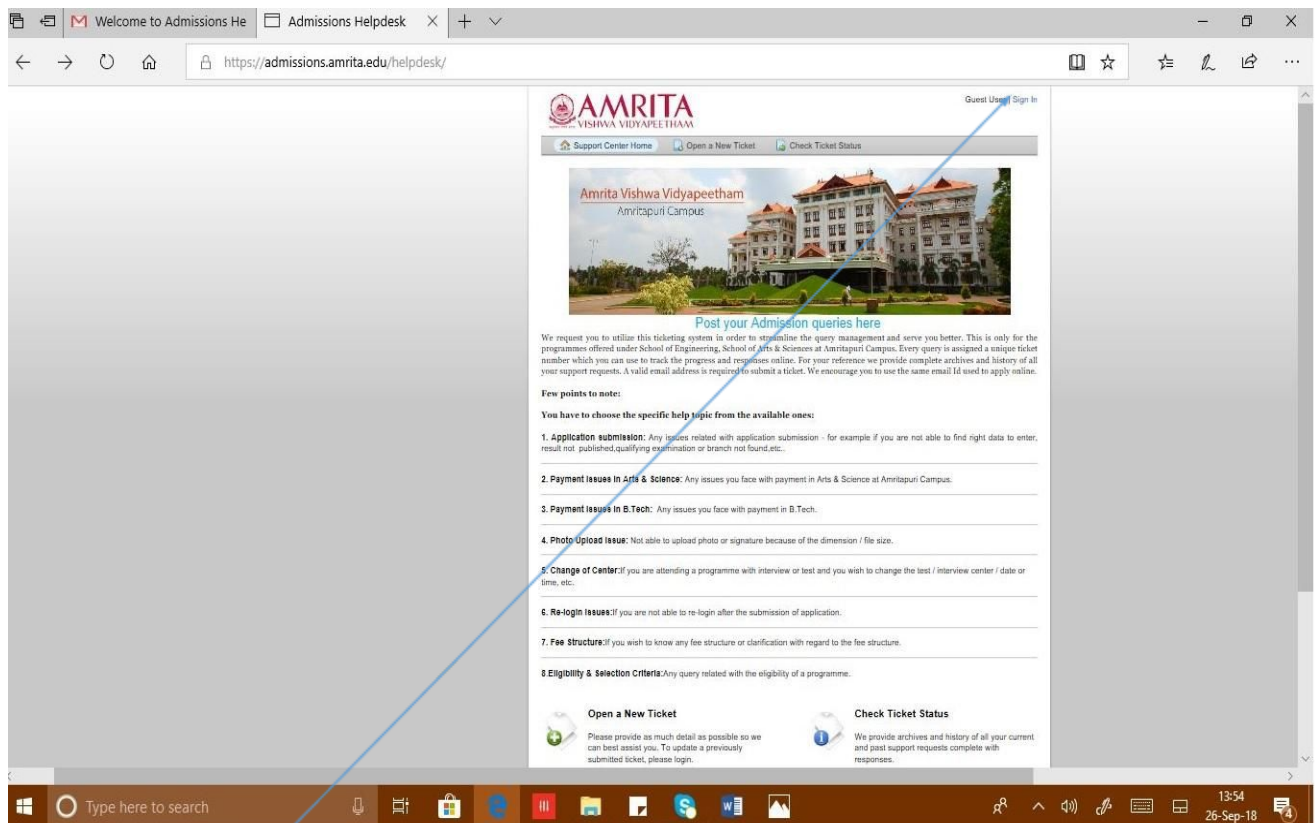 Welcome to Admissions He
Admissions Helpdesk
https://admissions.amrita.edu/helpdesk/
AMRITA
VISHWA VIDYAPEETHAM
Guest User | Sign In
Support Center Home
Open a New Ticket
Check Ticket Status
Amrita Vishwa Vidyapeetham
Amritapuri Campus
Post your Admission queries here
We request you to utilize this ticketing system in order to streamline the query management and serve you better. This is only for the
programmes offered under School of Engineering, School of Arts & Sciences at Amritapuri Campus. Every query is assigned a unique ticket
number which you can use to track the progress and responses online. For your reference we provide complete archives and history of all
your support requests. A valid email address is required to submit a ticket. We encourage you to use the same email Id used to apply online.
Few points to note:
You have to choose the specific help topic from the available ones:
1. Application submission: Any issues related with application submission - for example if you are not able to find right data to enter,
result not published,qualifying examination or branch not found,etc..
2. Payment Issues in Arts & Science: Any issues you face with payment in Arts & Science at Amritapuri Campus.
3. Payment Issues in B.Tech: Any issues you face with payment in B.Tech.
4. Photo Upload Issue: Not able to upload photo or signature because of the dimension / file size.
5. Change of Center:If you are attending a programme with interview or test and you wish to change the test / interview center / date or
time, etc.
6. Re-login Issues:If you are not able to re-login after the submission of application.
7. Fee Structure:If you wish to know any fee structure or clarification with regard to the fee structure.
8.Eligibility & Selection Criteria:Any query related with the eligibility of a programme.
Open a New Ticket
Please provide as much detail as possible so we
can best assist you. To update a previously
submitted ticket, please login.
Check Ticket Status
We provide archives and history of all your current
and past support requests complete with
responses.
Type here to search
13:54
26-Sep-18
4